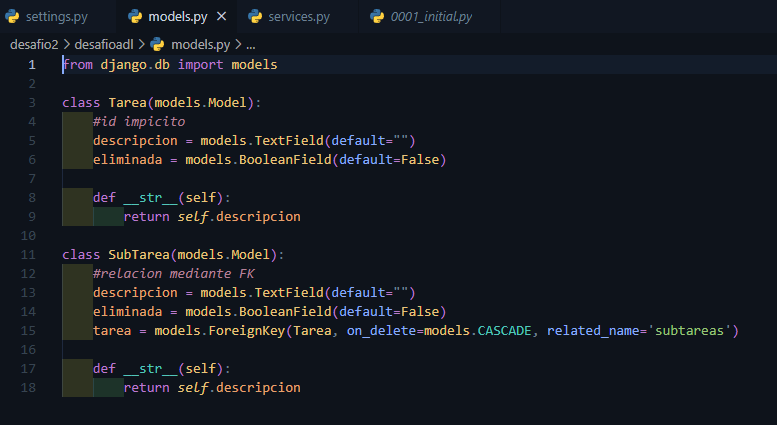 settings.py models.py services.py 0001_initial.py
desafio2 > desafioadl > models.py > ...
1 from django.db import models
2
3 class Tarea(models.Model):
4     #id impicito
5     descripcion = models.TextField(default="")
6     eliminada = models.BooleanField(default=False)
7
8     def __str__(self):
9         return self.descripcion
10
11 class SubTarea(models.Model):
12     #relacion mediante FK
13     descripcion = models.TextField(default="")
14     eliminada = models.BooleanField(default=False)
15     tarea = models.ForeignKey(Tarea, on_delete=models.CASCADE, related_name='subtareas')
16
17     def __str__(self):
18         return self.descripcion